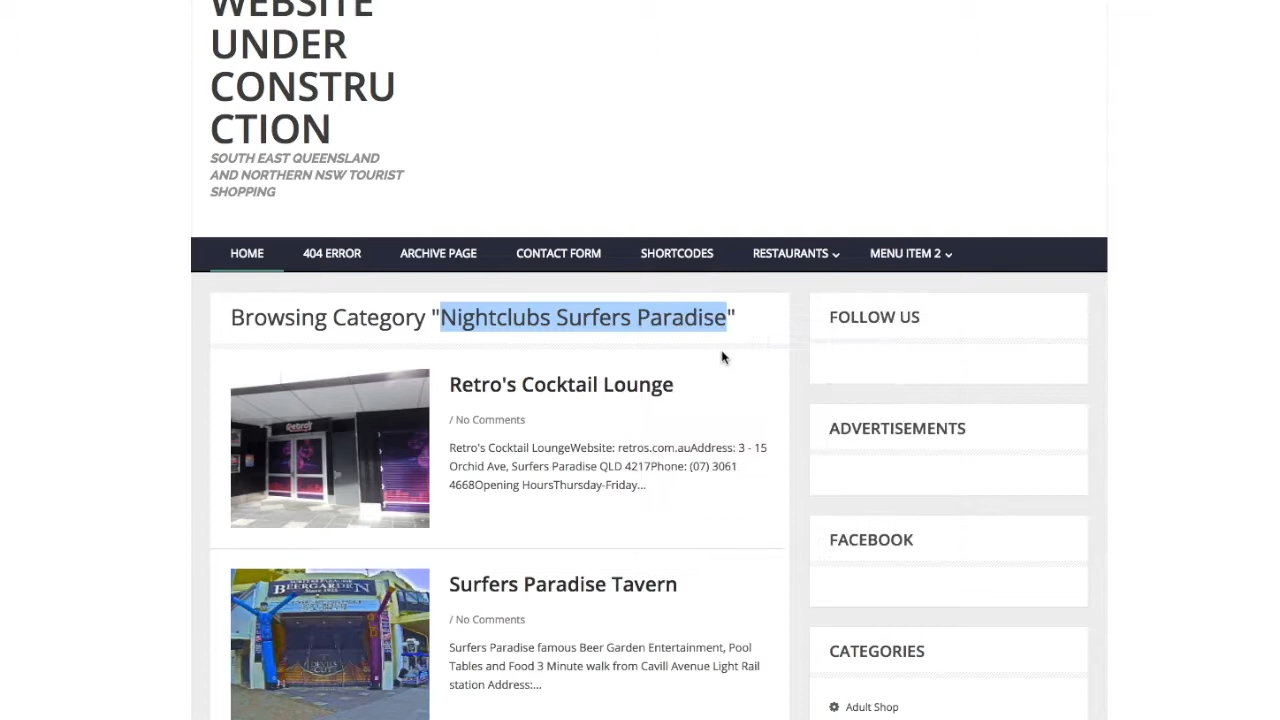 WEBSITE
UNDER
CONSTRU
CTION
SOUTH EAST QUEENSLAND
AND NORTHERN NSW TOURIST
SHOPPING
HOME 404 ERROR ARCHIVE PAGE CONTACT FORM SHORTCODES RESTAURANTS MENU ITEM 2
Browsing Category "Nightclubs Surfers Paradise"
Retro's Cocktail Lounge
/ No Comments
Retro's Cocktail LoungeWebsite: retros.com.auAddress: 3 - 15
Orchid Ave, Surfers Paradise QLD 4217Phone: (07) 3061
4668Opening HoursThursday-Friday...
Retro's
Surfers Paradise Tavern
/ No Comments
Surfers Paradise famous Beer Garden Entertainment, Pool
Tables and Food 3 Minute walk from Cavill Avenue Light Rail
station Address:...
BEERGARDEN
FOLLOW US
ADVERTISEMENTS
FACEBOOK
CATEGORIES
Adult Shop